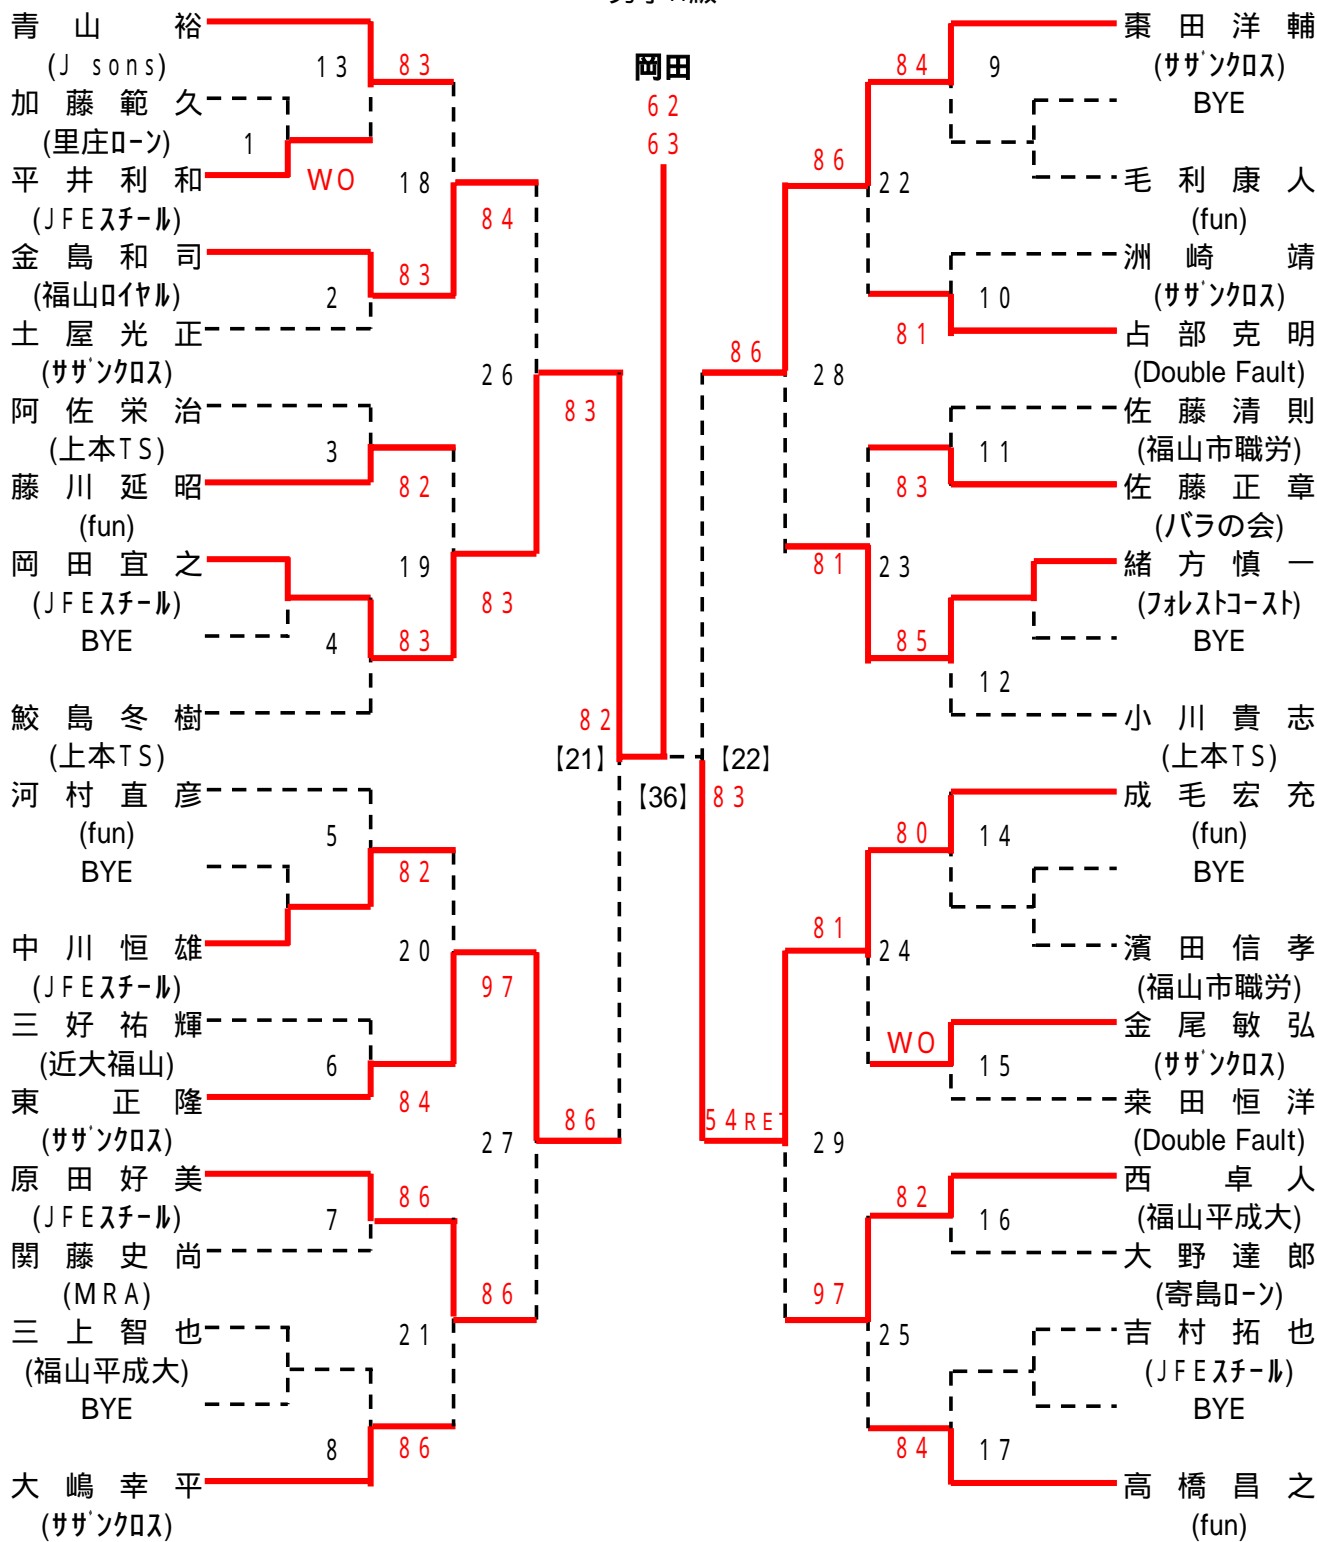 岡田
62
63
青山 裕
(J sons)
13
83
加藤範久
(里庄ローン)
1
平井利和
WO
18
(JFEスチール)
84
金島和司
83
(福山ロイヤル)
2
土屋光正
(サザンクロス)
26
阿佐栄治
83
(上本TS)
3
藤川延昭
82
(fun)
岡田宜之
19
(JFEスチール)
83
BYE
4
83
鮫島冬樹
82
(上本TS)
【21】
河村直彦
【36】
(fun)
5
BYE
82
中川恒雄
20
(JFEスチール)
97
三好祐輝
(近大福山)
6
東 正隆
84
86
(サザンクロス)
27
原田好美
86
(JFEスチール)
7
関藤史尚
(MRA)
86
三上智也
21
(福山平成大)
BYE
8
86
大嶋幸平
(サザンクロス)
棗田洋輔
84
9
(サザンクロス)
BYE
86
毛利康人
22
(fun)
洲崎 靖
(サザンクロス)
10
占部克明
81
86
(Double Fault)
28
佐藤清則
(福山市職労)
11
佐藤正章
83
(バラの会)
緒方慎一
81
23
(フォレストコースト)
BYE
85
12
小川貴志
(上本TS)
【22】
83
成毛宏充
(fun)
80
14
BYE
81
濱田信孝
24
(福山市職労)
金尾敏弘
WO
(サザンクロス)
15
桒田恒洋
54RET
(Double Fault)
29
西 卓人
82
(福山平成大)
16
大野達郎
97
(寄島ローン)
吉村拓也
25
(JFEスチール)
BYE
84
17
高橋昌之
(fun)